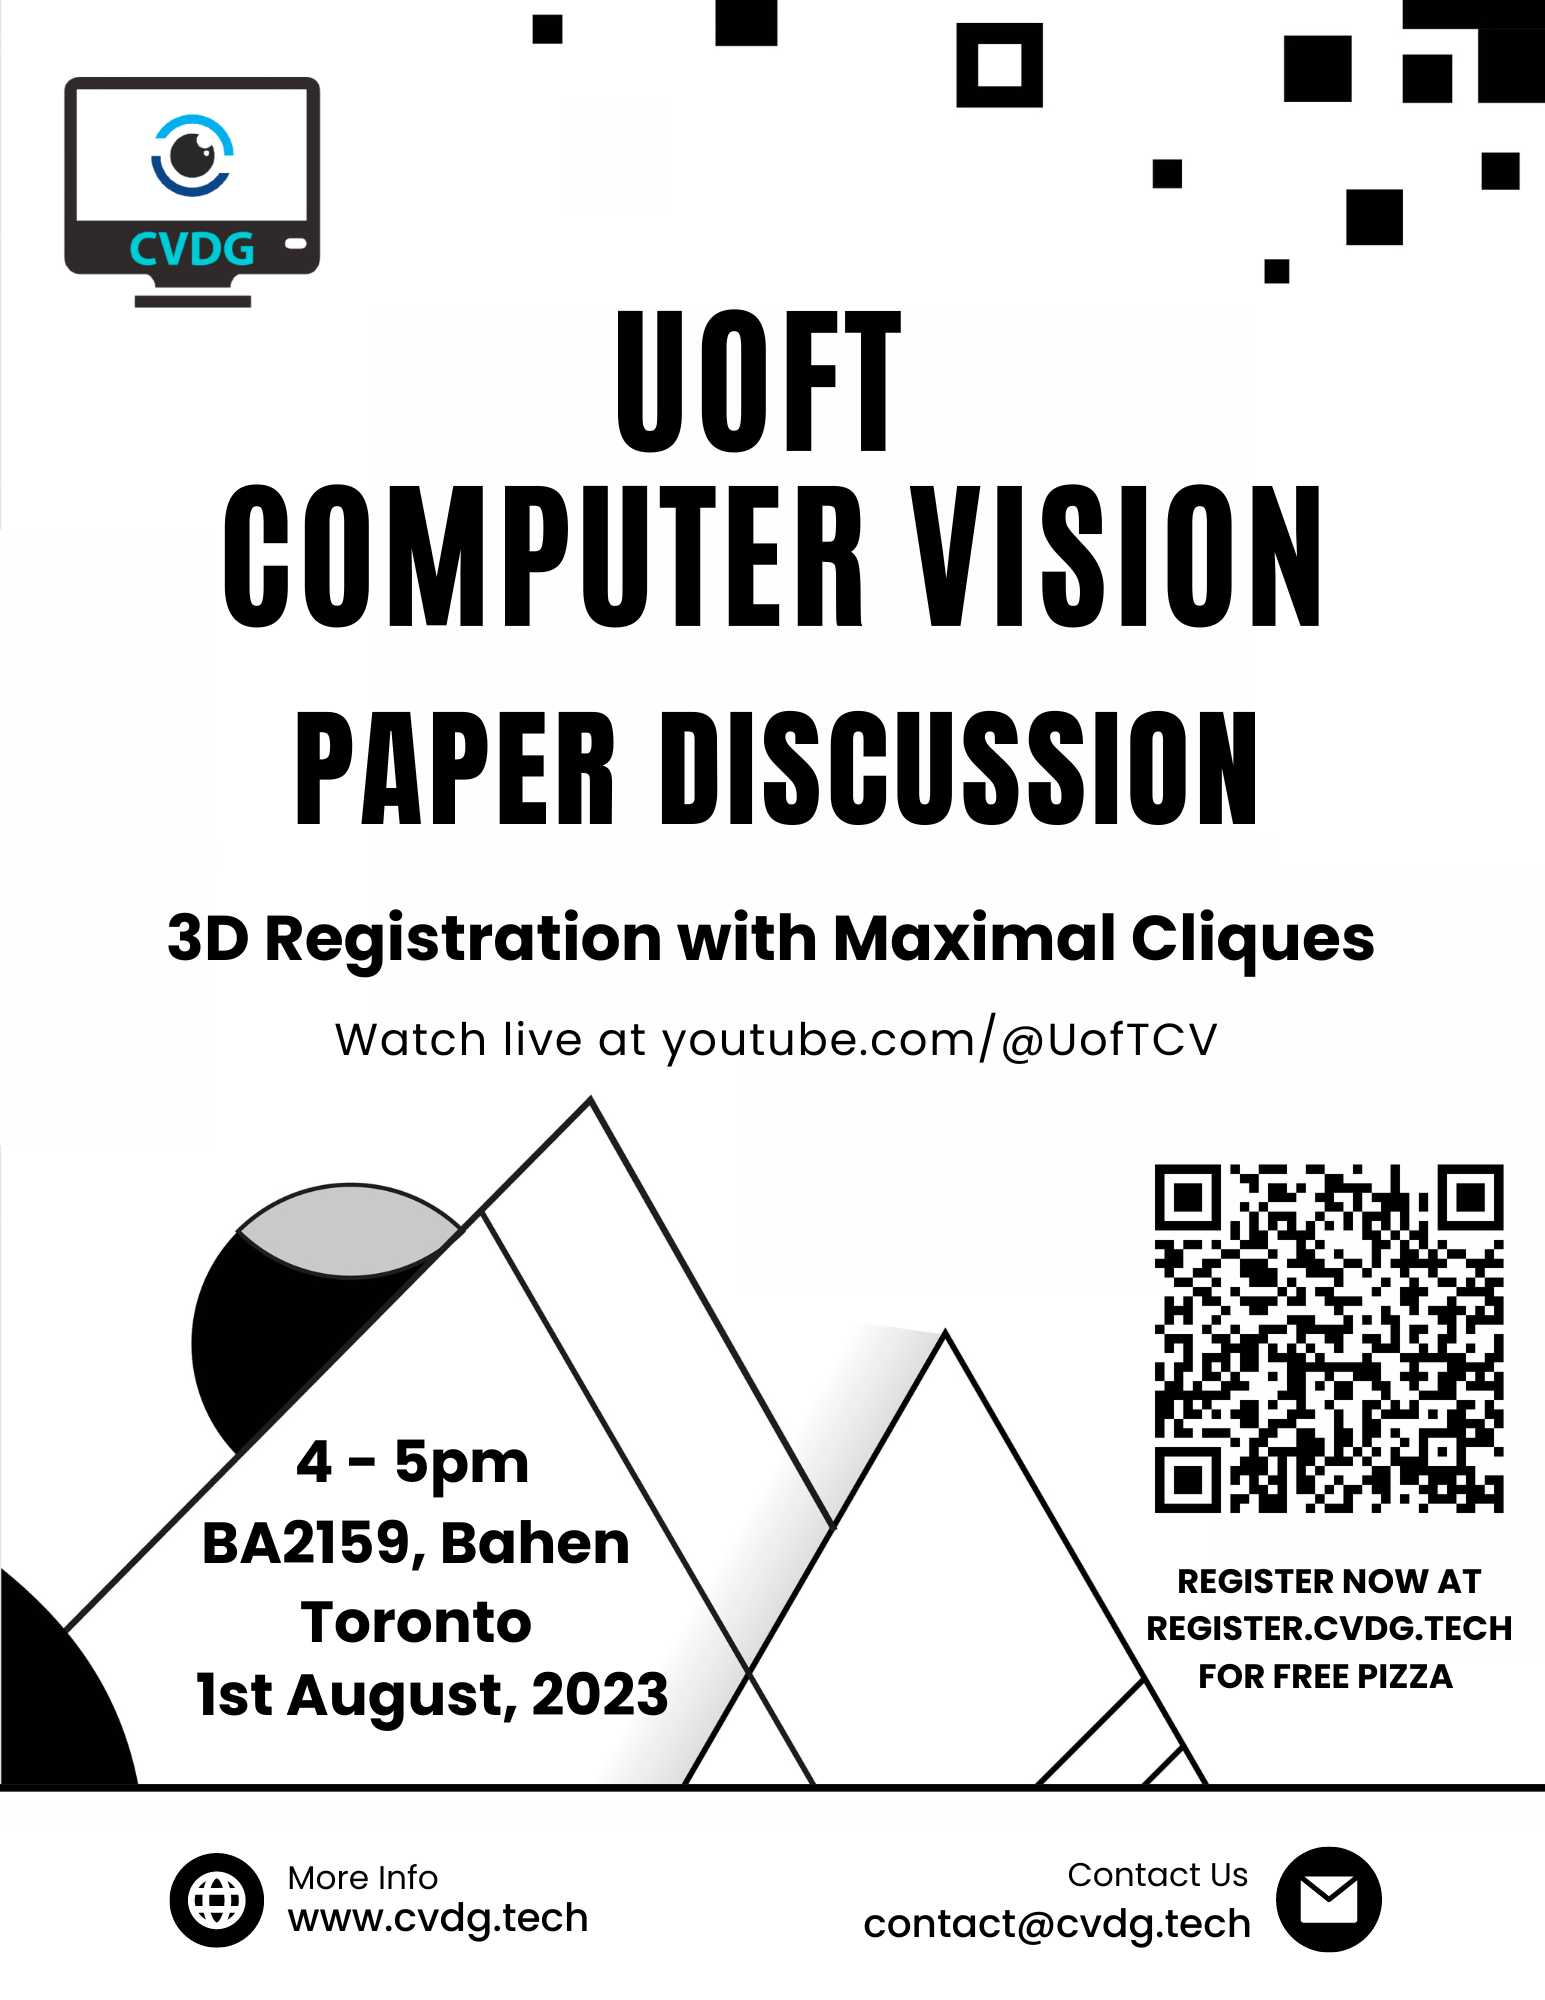 CVDG
UOFT
COMPUTER VISION
PAPER DISCUSSION
3D Registration with Maximal Cliques
Watch live at youtube.com/@UofTCV
4 - 5pm
BA2159, Bahen
Toronto
1st August, 2023
REGISTER NOW AT
REGISTER.CVDG.TECH
FOR FREE PIZZA
More Info
www.cvdg.tech
Contact Us
contact@cvdg.tech